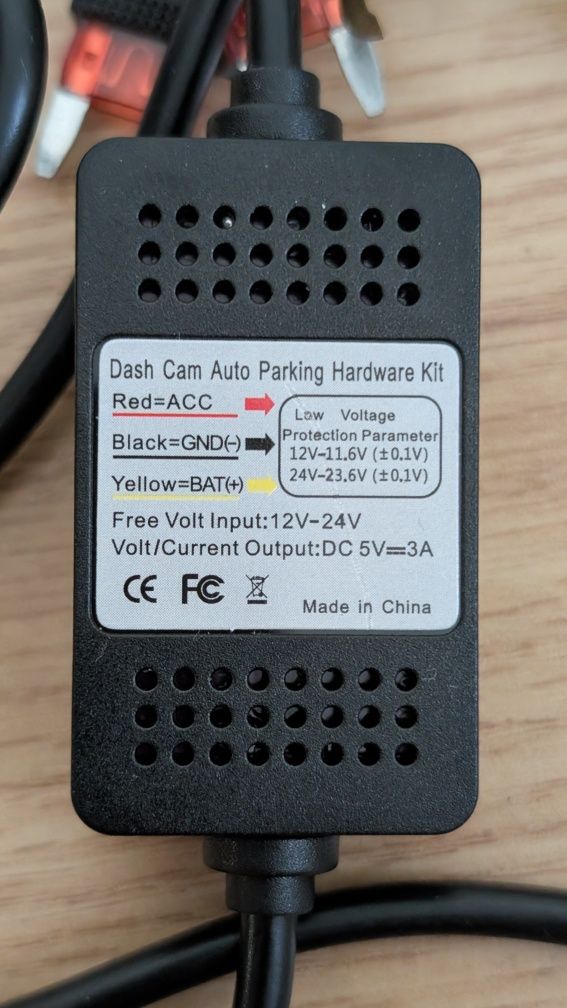 Dash Cam Auto Parking Hardware Kit
Red=ACC
Black=GND(-)
Yellow=BAT(+)
Low Voltage
Protection Parameter
12V-11.6V (±0.1V)
24V-23.6V (±0.1V)
Free Volt Input:12V-24V
Volt/Current Output:DC 5V⎓3A
CE FC
Made in China